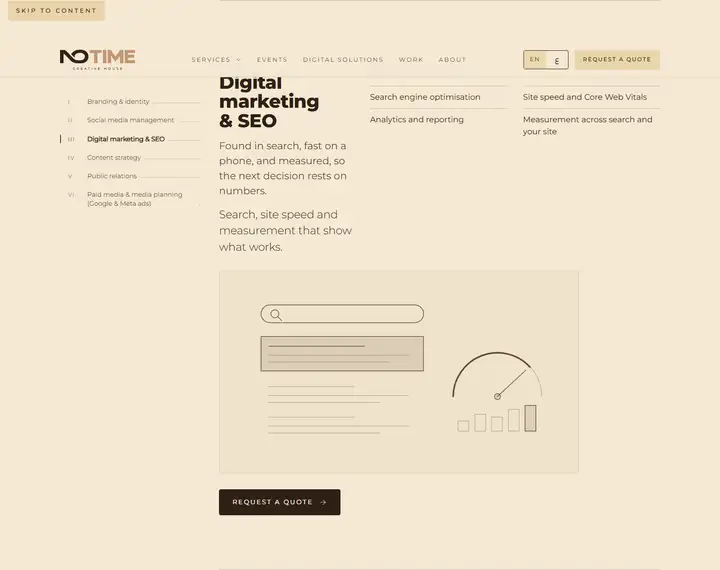 SKIP TO CONTENT
NOTIME
CREATIVE HOUSE
SERVICES
EVENTS
DIGITAL SOLUTIONS
WORK
ABOUT
EN
ع
REQUEST A QUOTE
I Branding & identity
II Social media management
III Digital marketing & SEO
IV Content strategy
V Public relations
VI Paid media & media planning
(Google & Meta ads)
Digital
marketing
& SEO
Found in search, fast on a
phone, and measured, so
the next decision rests on
numbers.
Search, site speed and
measurement that show
what works.
Search engine optimisation
Site speed and Core Web Vitals
Analytics and reporting
Measurement across search and
your site
REQUEST A QUOTE →